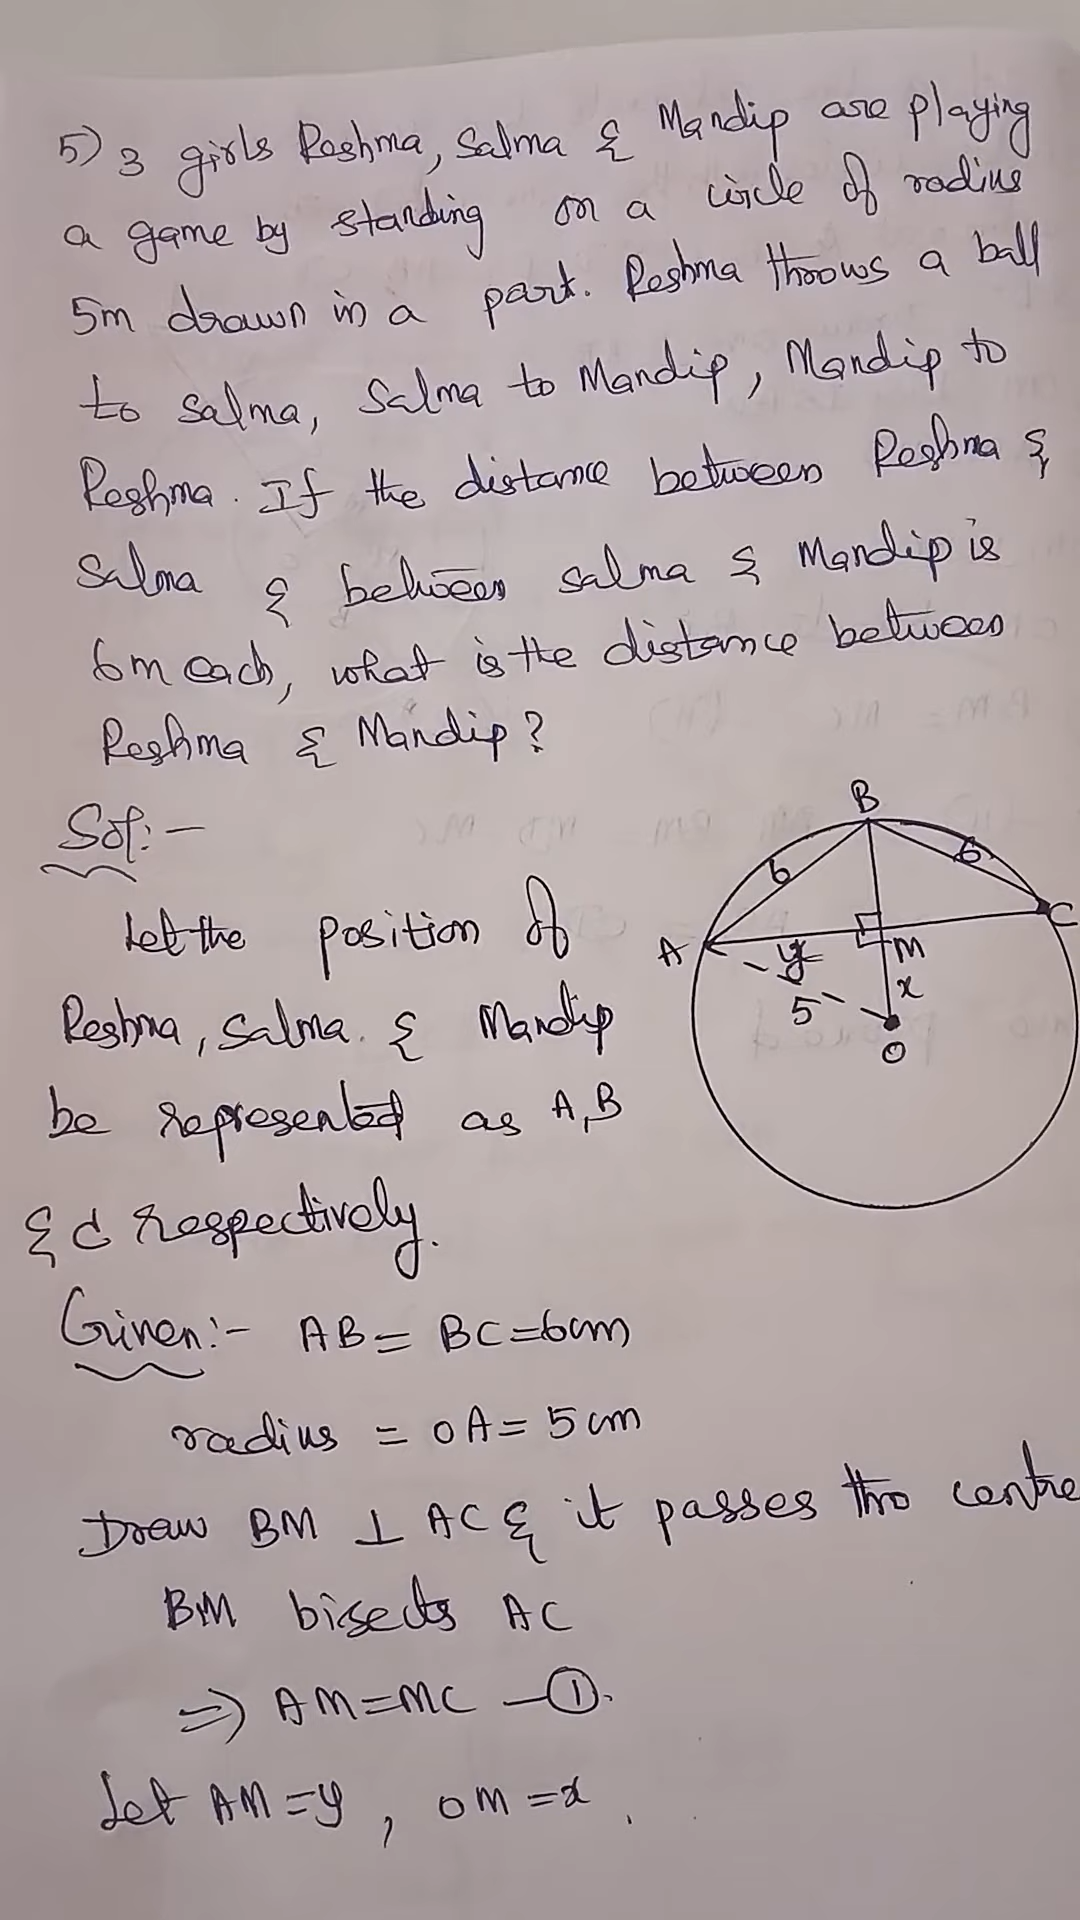 5) 3 girls Reshma, Salma & Mandip are playing
a game by standing on a circle of radius
5m drawn in a park. Reshma throws a ball
to salma, Salma to Mandip, Mandip to
Reshma. If the distance between Reshma &
Salma & between salma & Mandip is
6m each, what is the distance between
Reshma & Mandip?
Sol:-
B
6 6
A M C
y
x
5
O
Let the position of
Reshma, Salma. & Mandip
be represented as A, B
& C respectively.
Given:- AB = BC = 6cm
radius = OA = 5cm
Draw BM ⊥ AC & it passes thro centre
BM bisects AC
⇒ AM = MC — ①.
Let AM = y, OM = x.